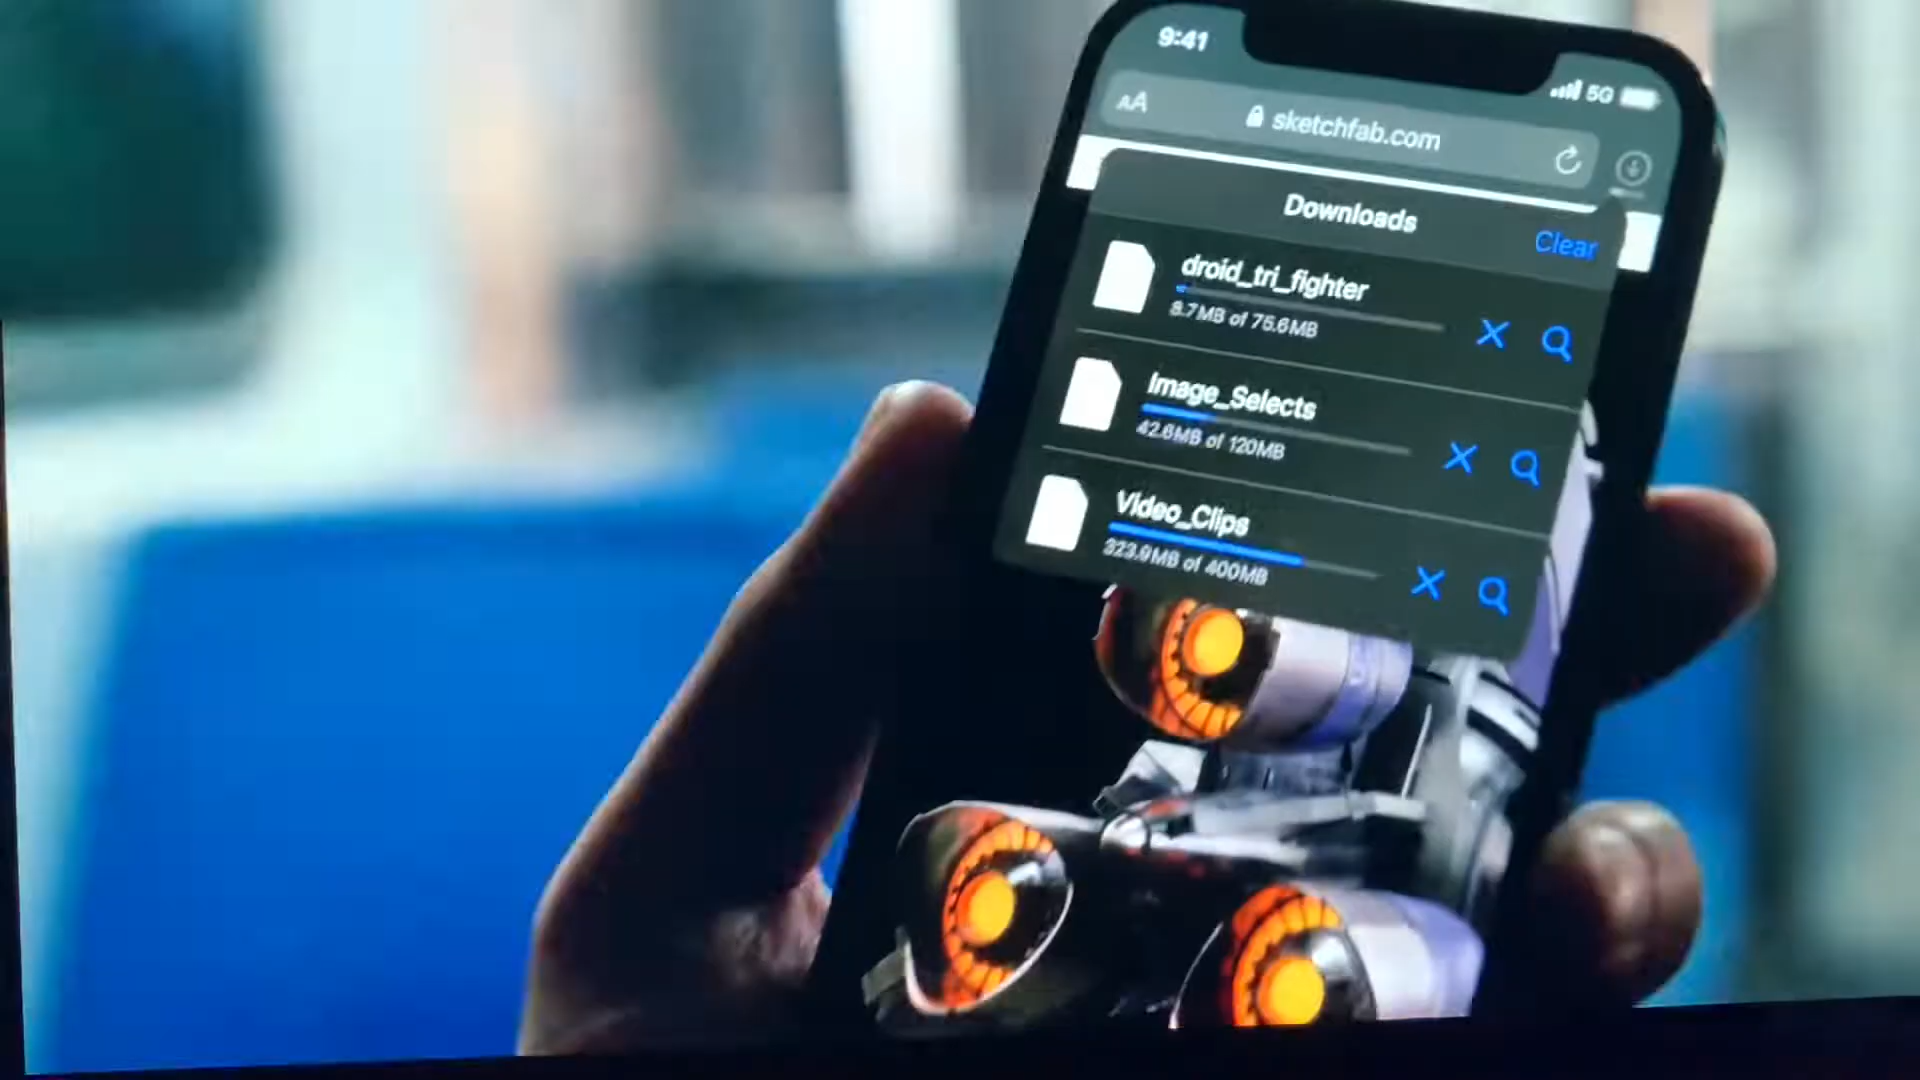 9:41
5G
AA
sketchfab.com
Downloads
Clear
droid_tri_fighter
8.7MB of 75.6MB
Image_Selects
42.6MB of 120MB
Video_Clips
323.9MB of 400MB